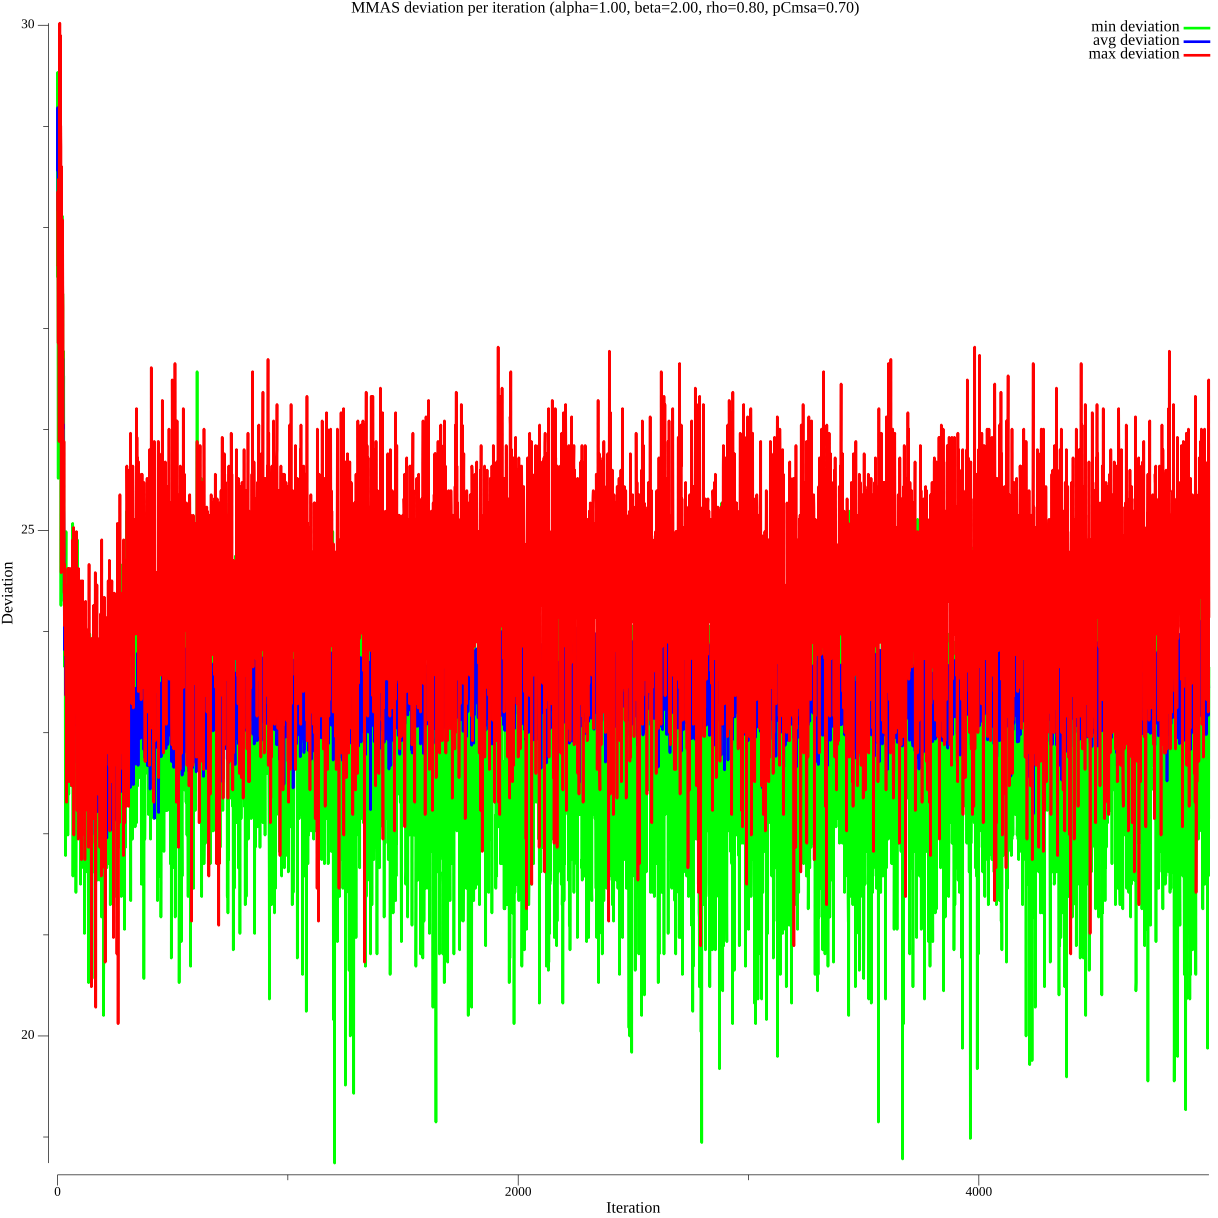 MMAS deviation per iteration (alpha=1.00, beta=2.00, rho=0.80, pCmsa=0.70)
min deviation
avg deviation
max deviation
30
25
20
Deviation
0
2000
4000
Iteration